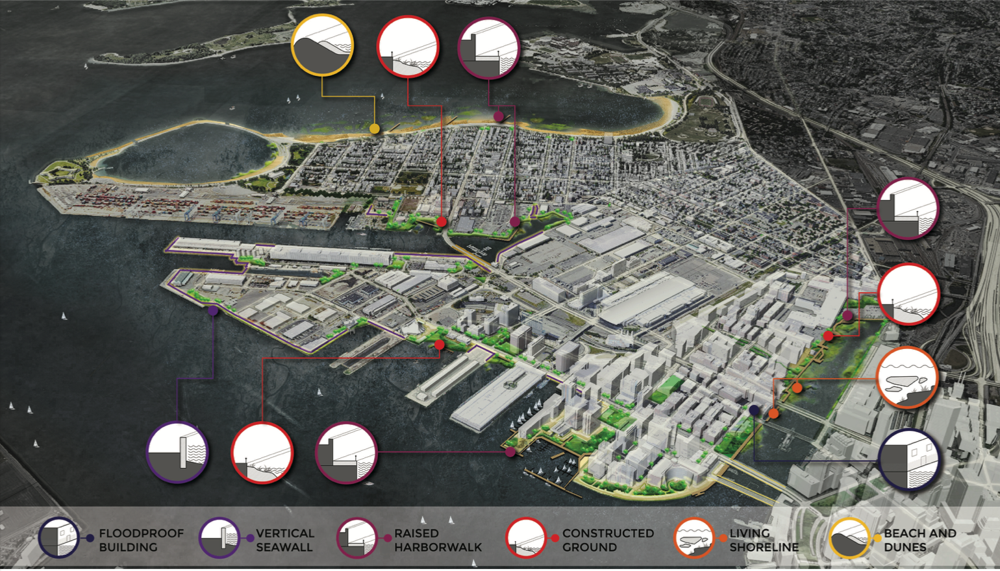 FLOODPROOF
BUILDING
VERTICAL
SEAWALL
RAISED
HARBORWALK
CONSTRUCTED
GROUND
LIVING
SHORELINE
BEACH AND
DUNES